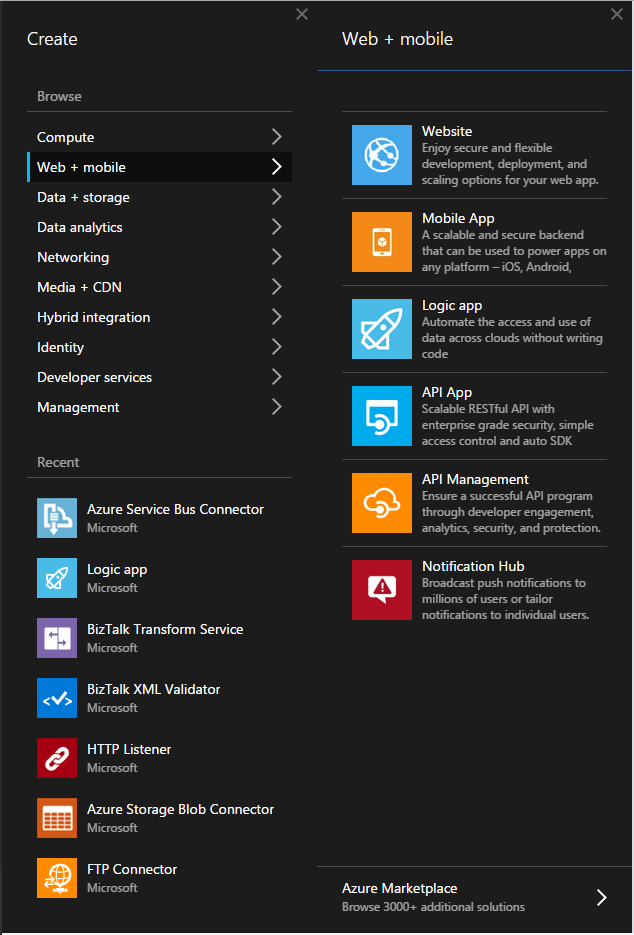 Create
Browse
Compute
Web + mobile
Data + storage
Data analytics
Networking
Media + CDN
Hybrid integration
Identity
Developer services
Management
Recent
Azure Service Bus Connector
Microsoft
Logic app
Microsoft
BizTalk Transform Service
Microsoft
BizTalk XML Validator
Microsoft
HTTP Listener
Microsoft
Azure Storage Blob Connector
Microsoft
FTP Connector
Microsoft
Web + mobile
Website
Enjoy secure and flexible
development, deployment, and
scaling options for your web app.
Mobile App
A scalable and secure backend
that can be used to power apps on
any platform – iOS, Android,
Logic app
Automate the access and use of
data across clouds without writing
code
API App
Scalable RESTful API with
enterprise grade security, simple
access control and auto SDK
API Management
Ensure a successful API program
through developer engagement,
analytics, security, and protection.
Notification Hub
Broadcast push notifications to
millions of users or tailor
notifications to individual users.
Azure Marketplace
Browse 3000+ additional solutions